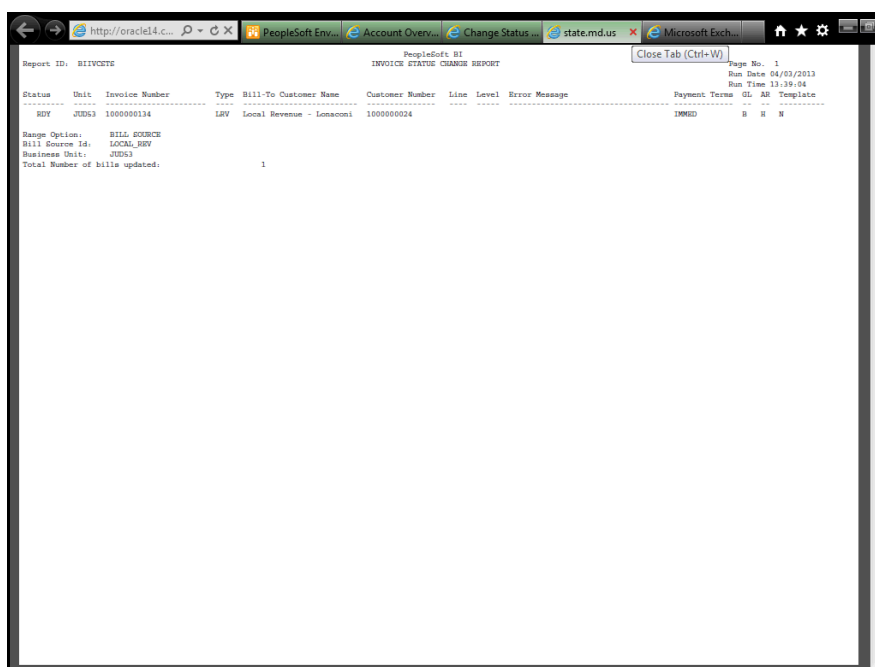 http://oracle14.c... PeopleSoft Env... Account Overv... Change Status ... state.md.us Microsoft Exch...
Close Tab (Ctrl+W)
PeopleSoft BI
Report ID: BIIVCSTS INVOICE STATUS CHANGE REPORT Page No. 1
Run Date 04/03/2013
Run Time 13:39:04
Status Unit Invoice Number Type Bill-To Customer Name Customer Number Line Level Error Message Payment Terms GL AR Template
RDY JUD53 1000000134 LRV Local Revenue - Lonaconi 1000000024 IMMED B H N
Range Option: BILL SOURCE
Bill Source Id: LOCAL_REV
Business Unit: JUD53
Total Number of bills updated: 1